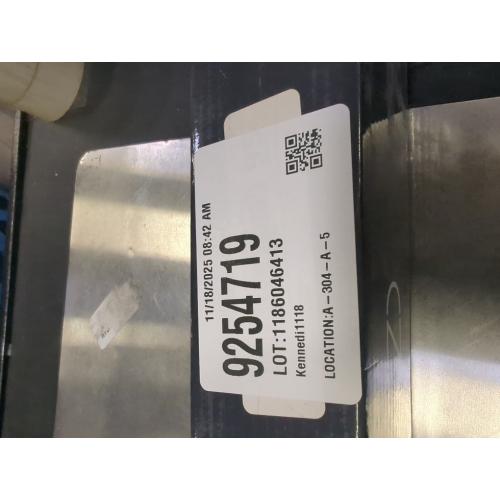 11/18/2025 08:42 AM
9254719
LOT:1186046413
Kennedi1118
LOCATION:A-304-A-5